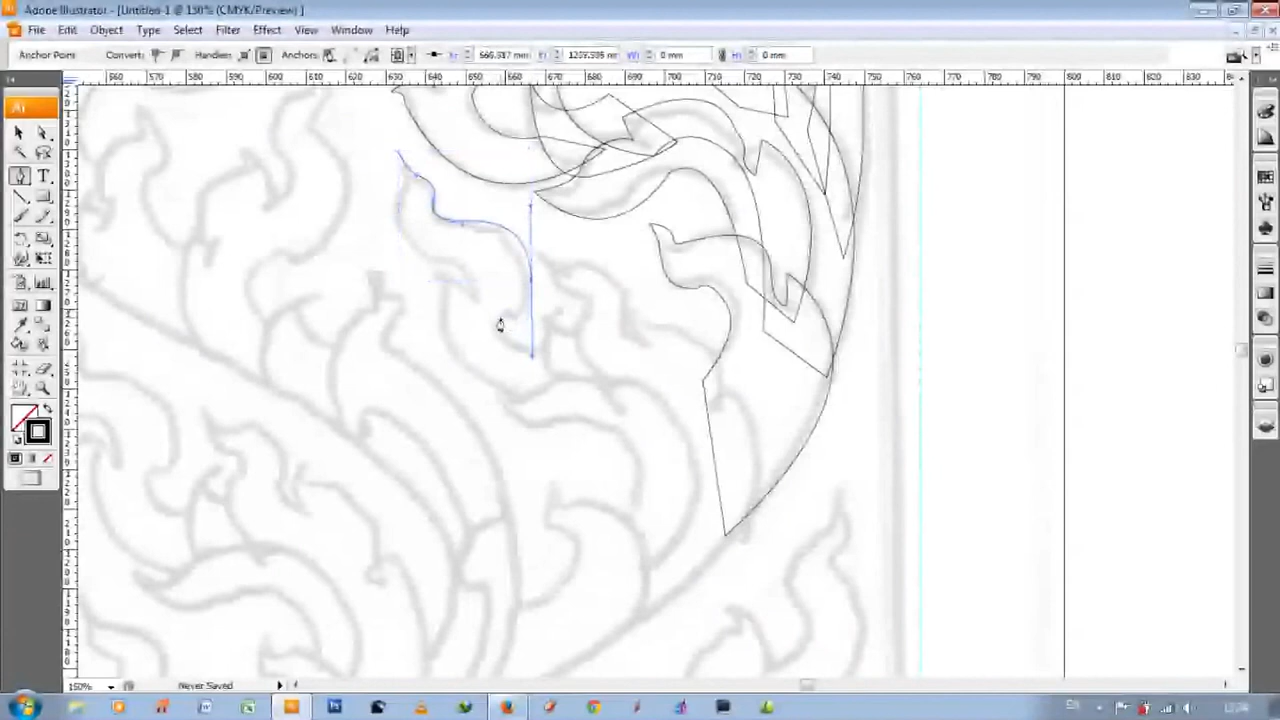 Adobe Illustrator - [Untitled-1 @ 150% (CMYK/Preview) ]
File Edit Object Type Select Filter Effect View Window Help
Anchor Point Convert: Handles: Anchors: 0 mm 0 mm
560 570 580 590 600 610 620 630 640 650 660 670 680 690 700 710 720 730 740 750 760 770 780 790 800 810 820 830
Ai
T
150% Never Saved